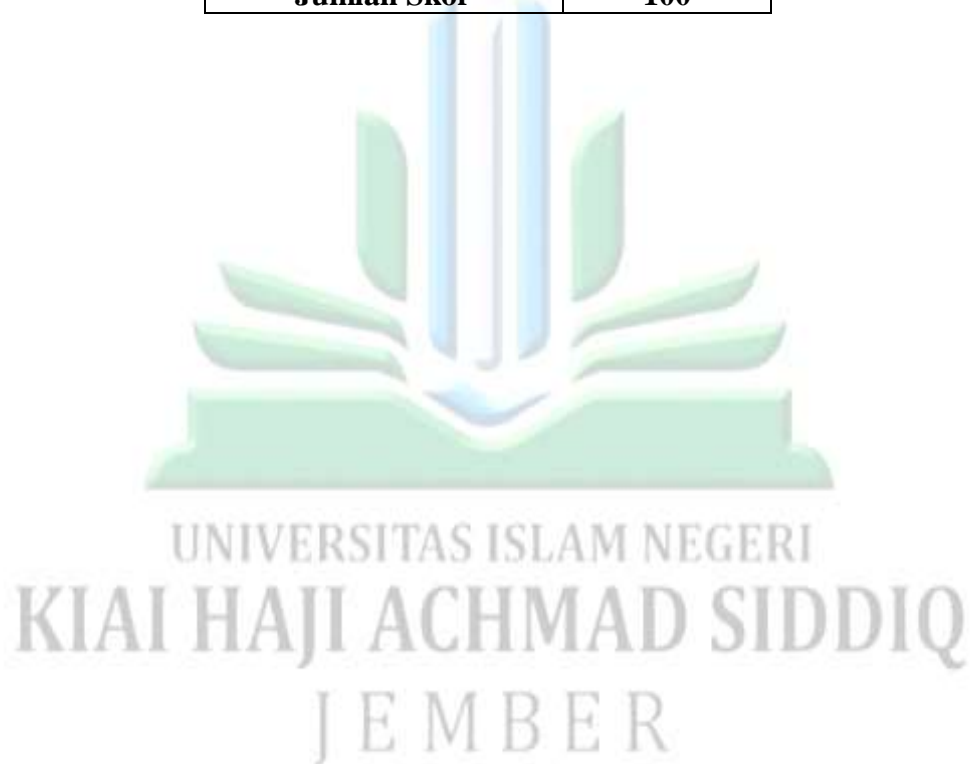 Jumlah Skor 100
UNIVERSITAS ISLAM NEGERI
KIAI HAJI ACHMAD SIDDIQ
JEMBER